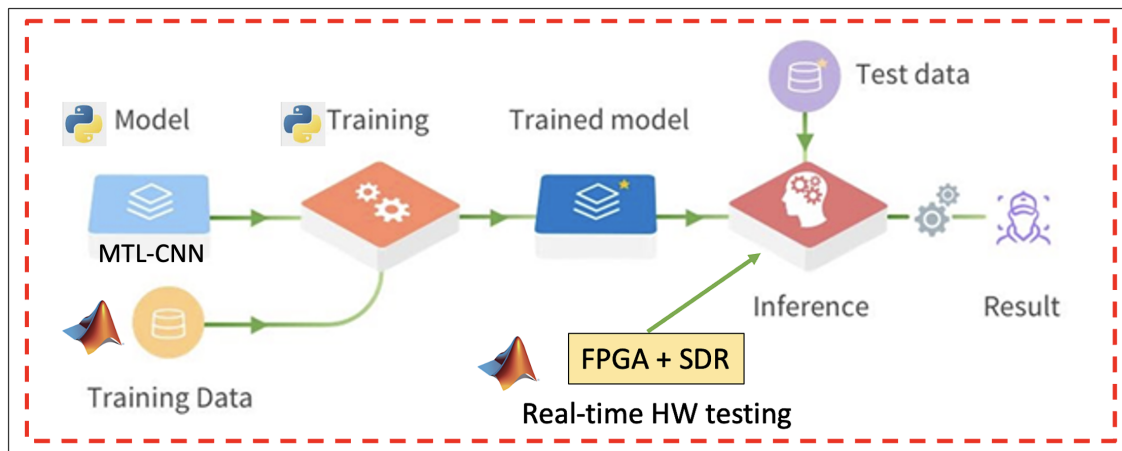 Test data
Model
Training
Trained model
MTL-CNN
Inference
Result
FPGA + SDR
Training Data
Real-time HW testing